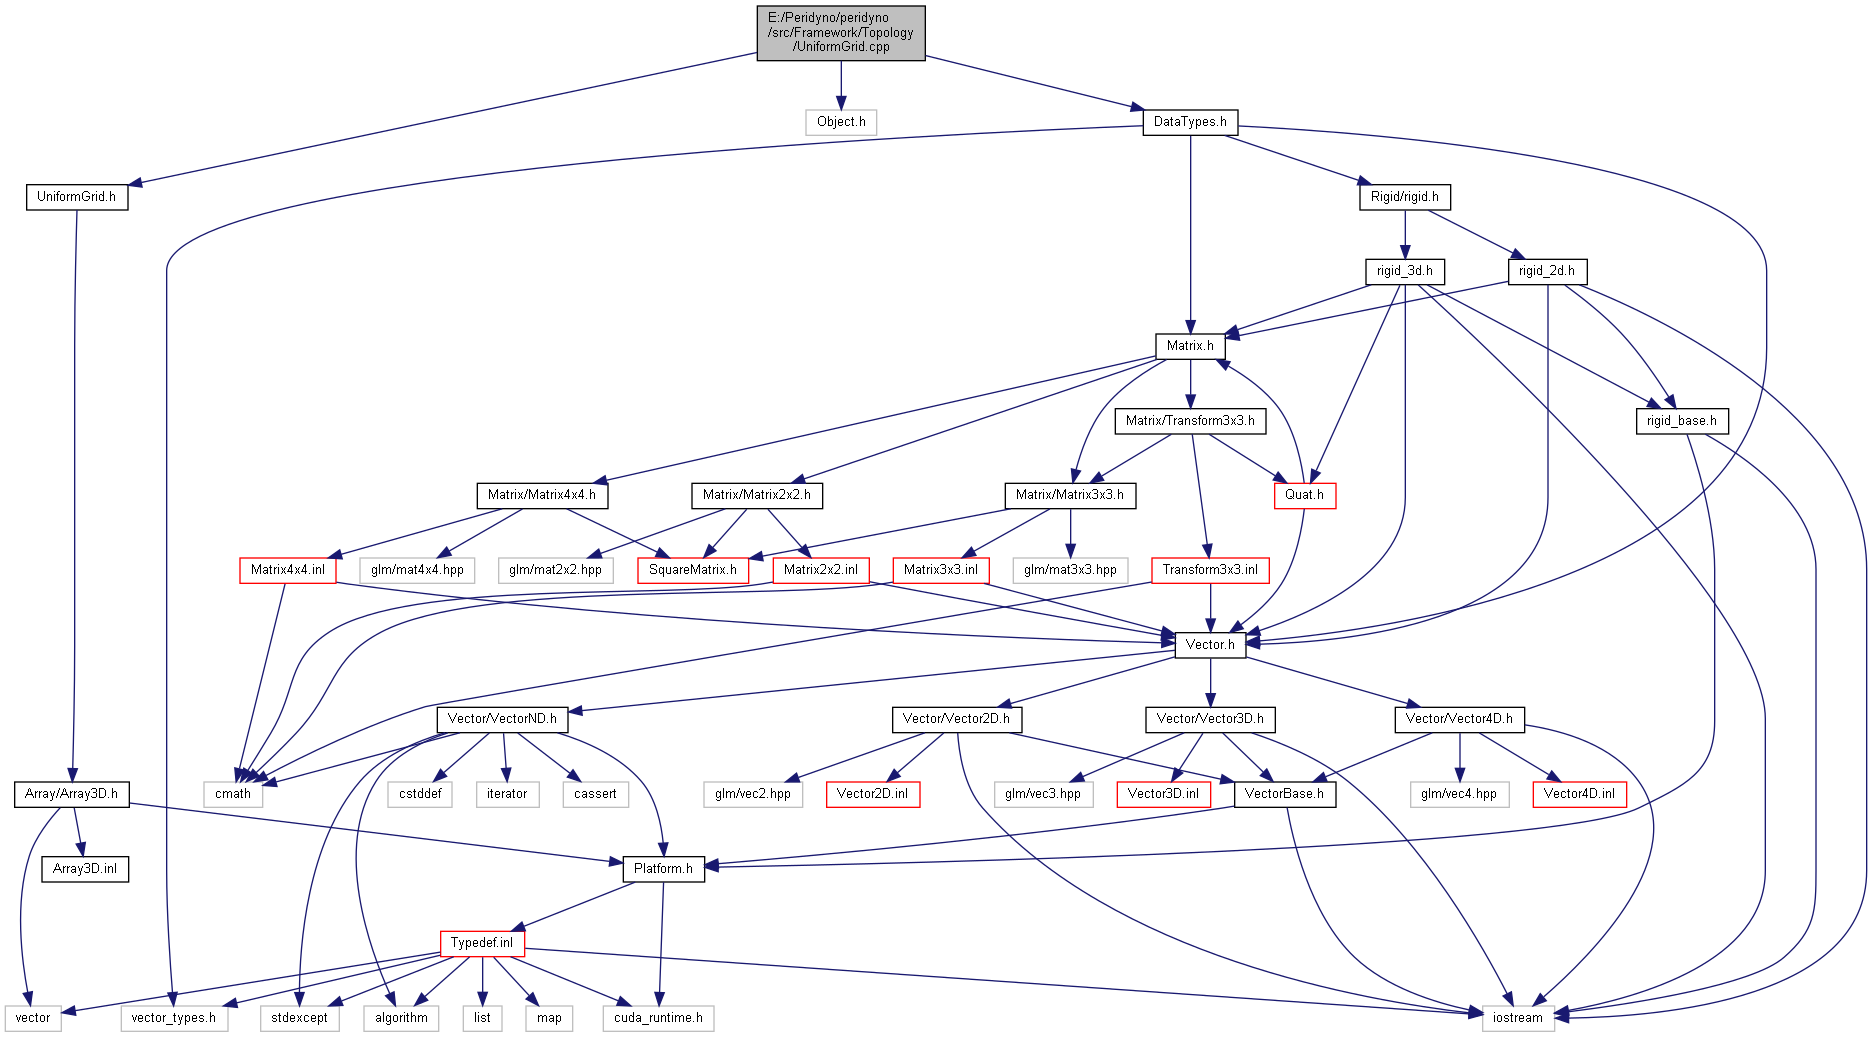 E:/Peridyno/peridyno
/src/Framework/Topology
/UniformGrid.cpp
Object.h
DataTypes.h
UniformGrid.h
Rigid/rigid.h
rigid_3d.h
rigid_2d.h
Matrix.h
Matrix/Transform3x3.h
rigid_base.h
Matrix/Matrix4x4.h
Matrix/Matrix2x2.h
Matrix/Matrix3x3.h
Quat.h
Matrix4x4.inl
glm/mat4x4.hpp
glm/mat2x2.hpp
SquareMatrix.h
Matrix2x2.inl
Matrix3x3.inl
glm/mat3x3.hpp
Transform3x3.inl
Vector.h
Vector/VectorND.h
Vector/Vector2D.h
Vector/Vector3D.h
Vector/Vector4D.h
Array/Array3D.h
cmath
cstddef
iterator
cassert
glm/vec2.hpp
Vector2D.inl
glm/vec3.hpp
Vector3D.inl
VectorBase.h
glm/vec4.hpp
Vector4D.inl
Array3D.inl
Platform.h
Typedef.inl
vector
vector_types.h
stdexcept
algorithm
list
map
cuda_runtime.h
iostream